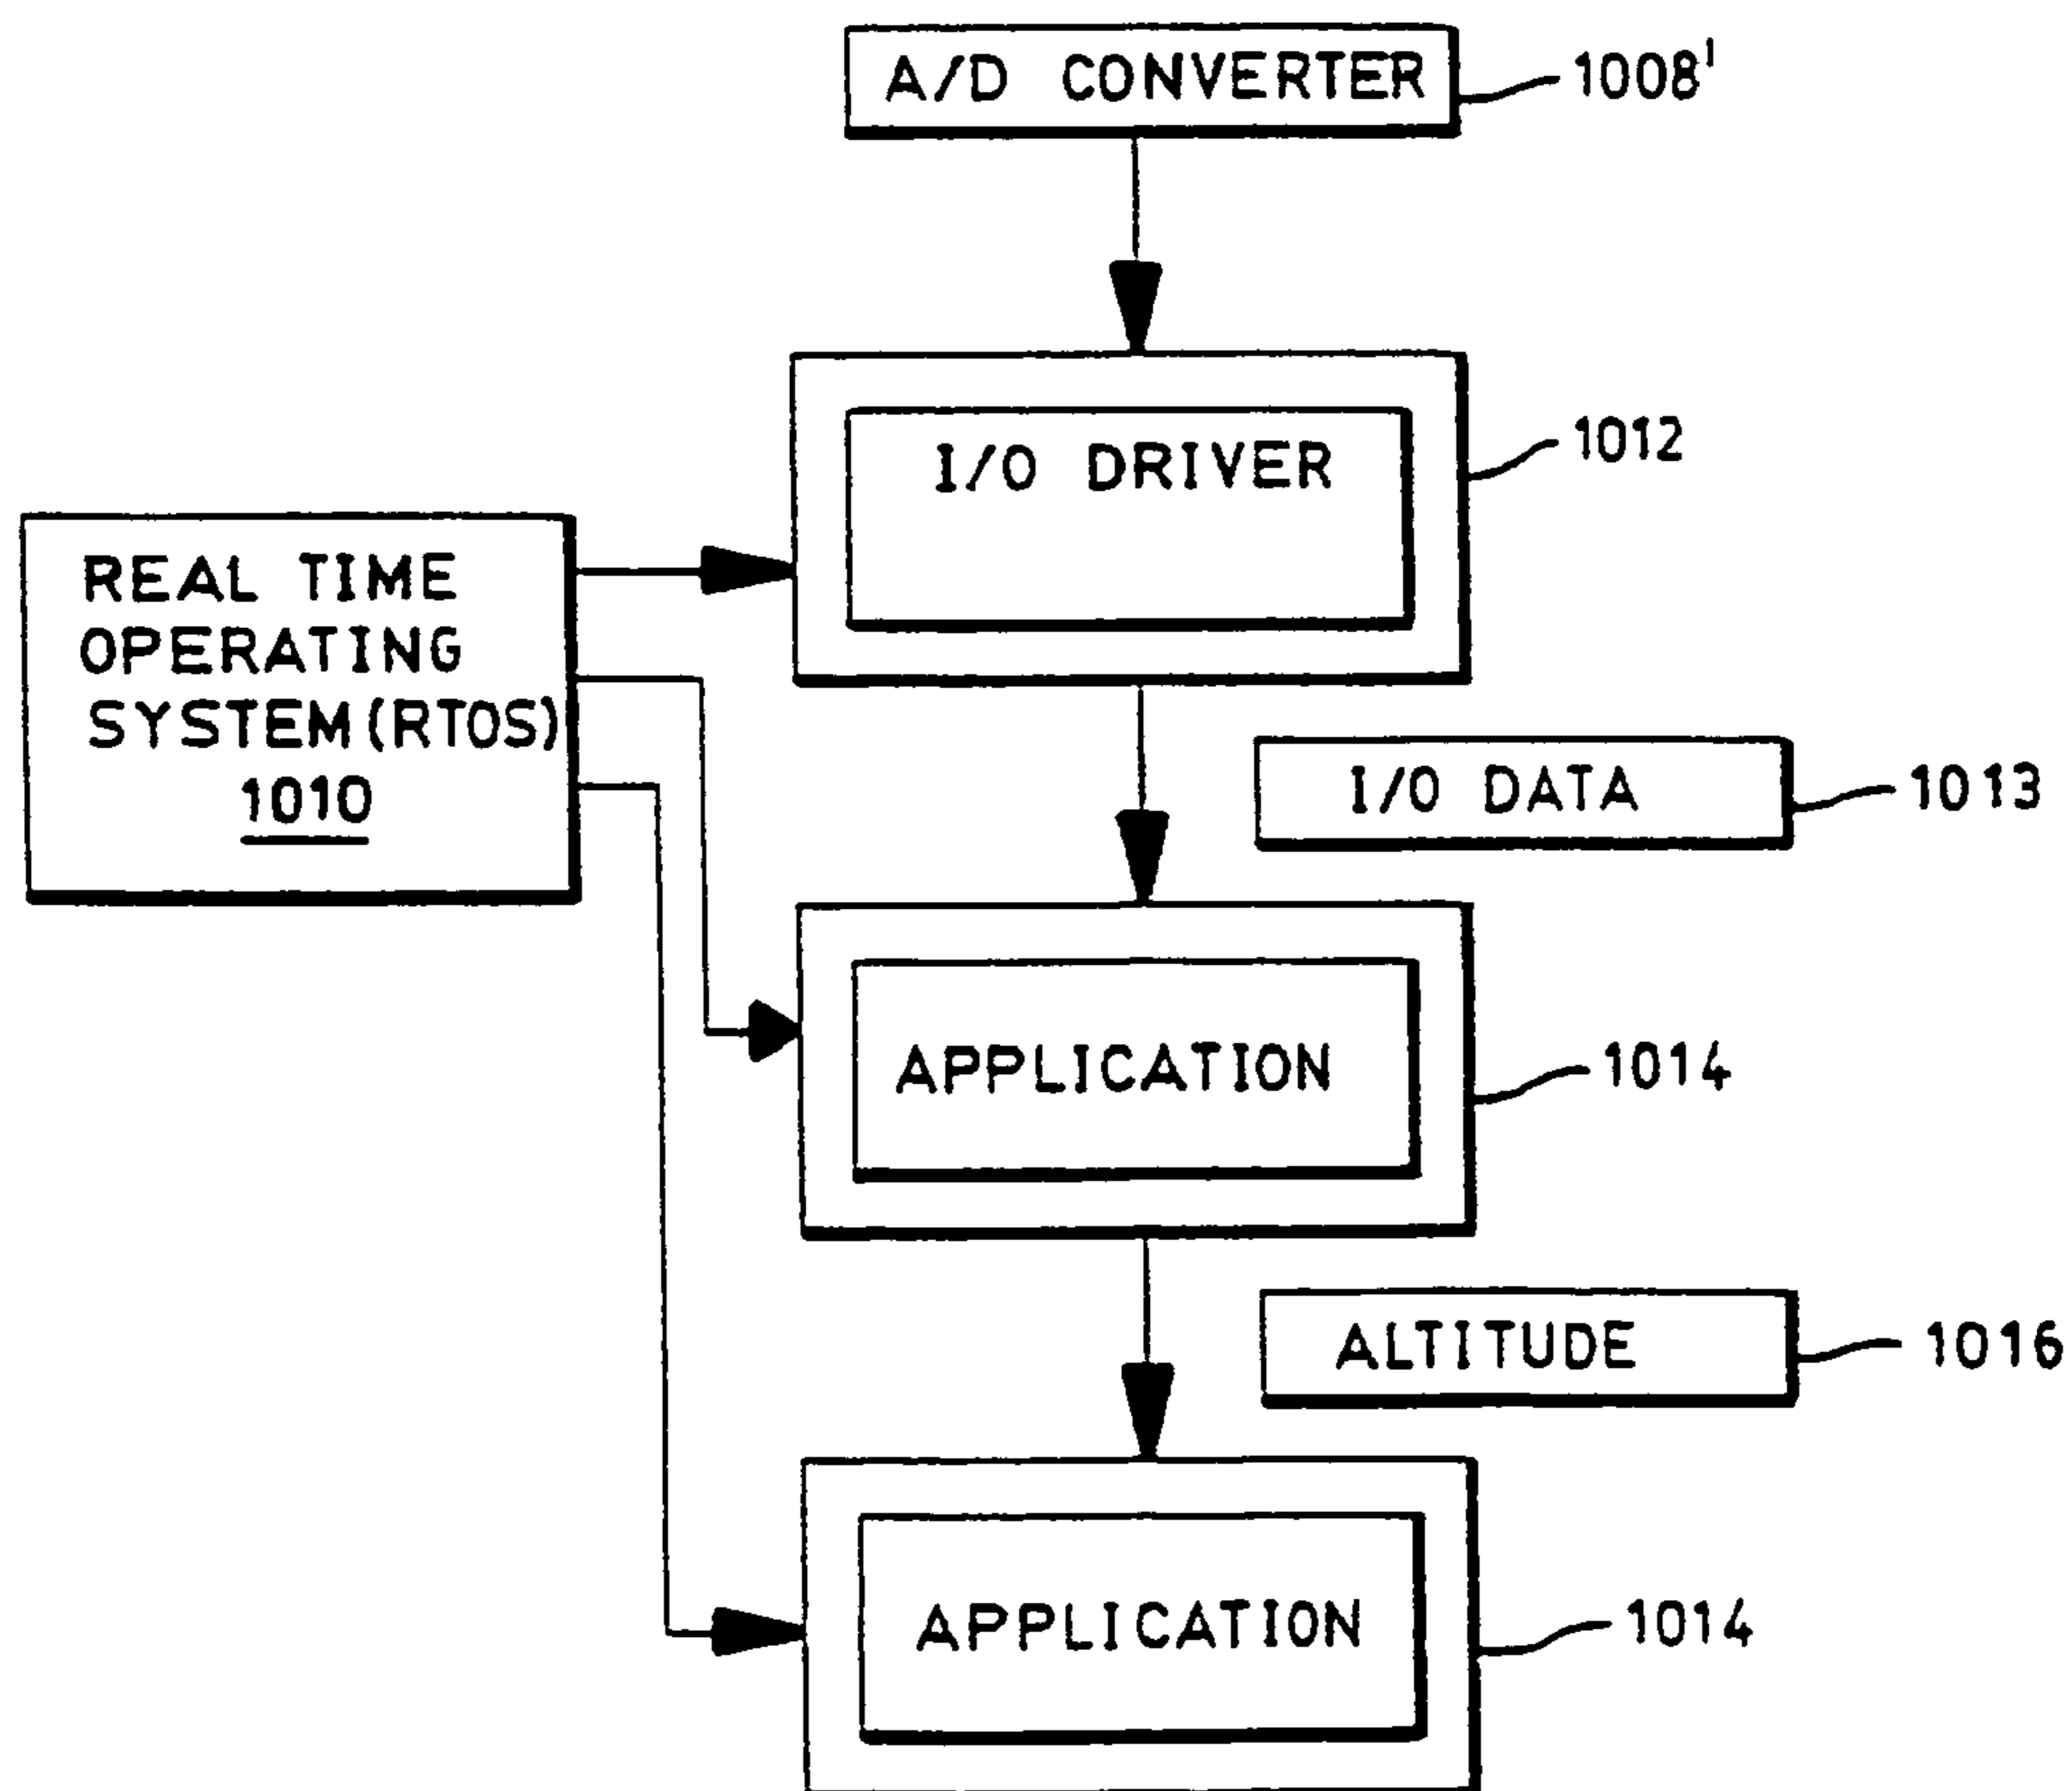 A/D CONVERTER
1008'
I/O DRIVER
1012
REAL TIME
OPERATING
SYSTEM (RTOS)
1010
I/O DATA
1013
APPLICATION
1014
ALTITUDE
1016
APPLICATION
1014